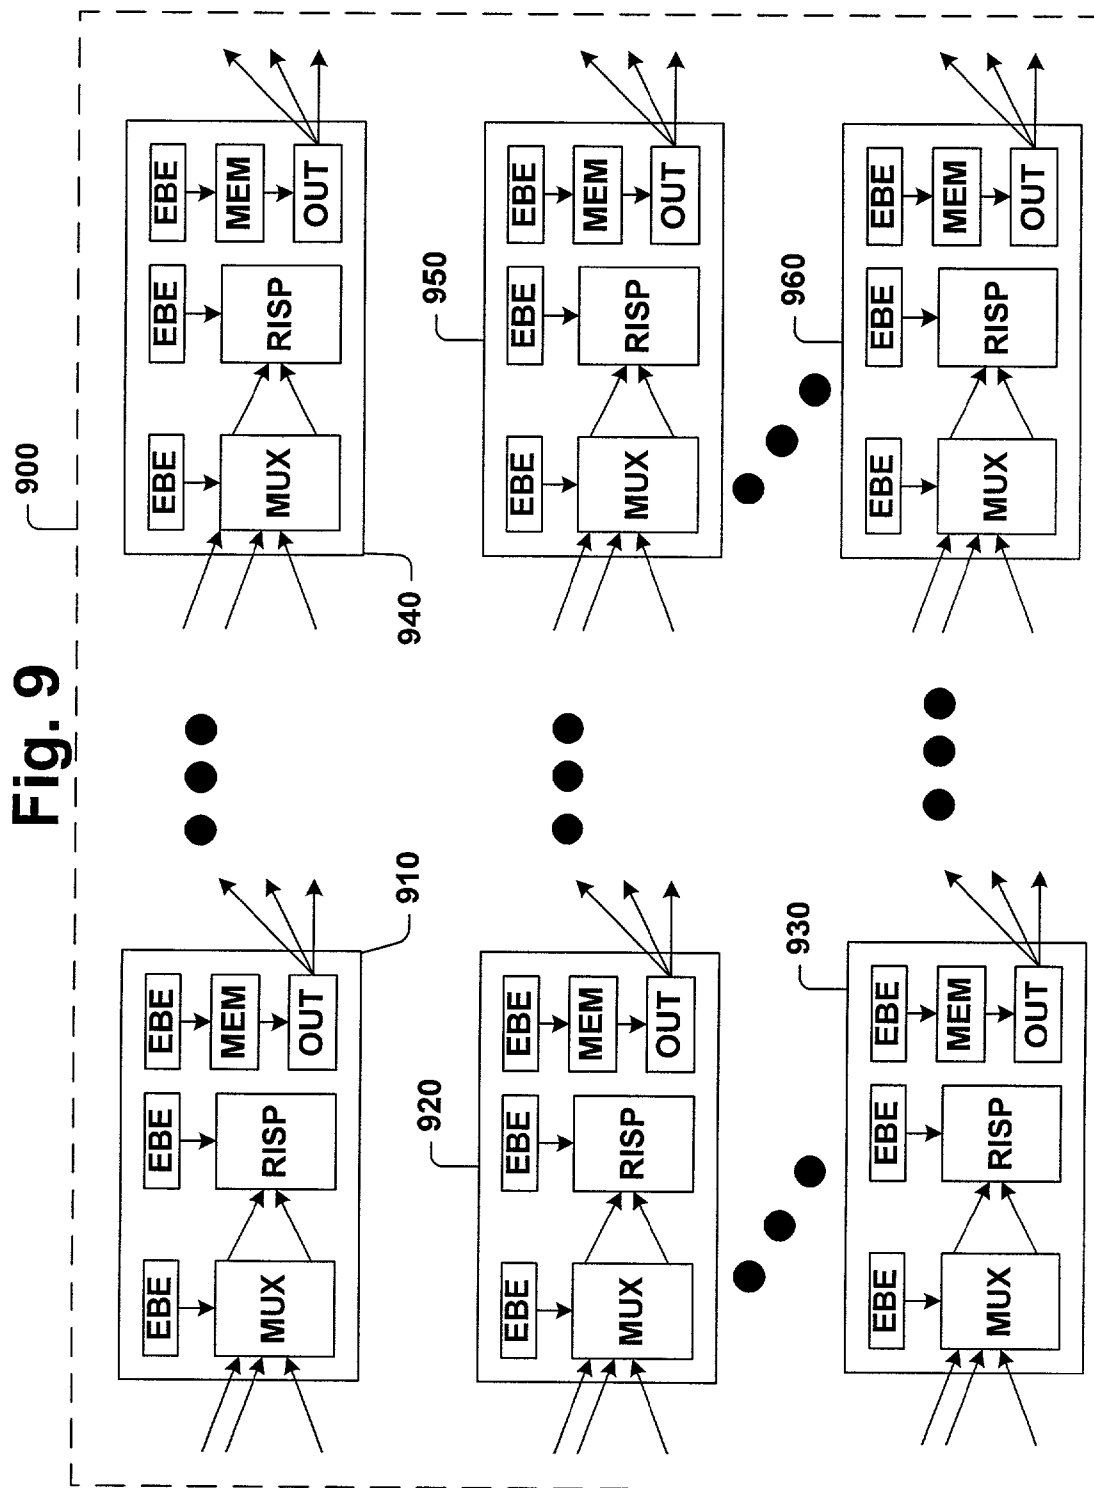 Fig. 9
900
EBE
EBE
EBE
MUX
RISP
MEM
OUT
910
EBE
EBE
EBE
MUX
RISP
MEM
OUT
940
920
EBE
EBE
EBE
MUX
RISP
MEM
OUT
950
EBE
EBE
EBE
MUX
RISP
MEM
OUT
930
EBE
EBE
EBE
MUX
RISP
MEM
OUT
960
EBE
EBE
EBE
MUX
RISP
MEM
OUT